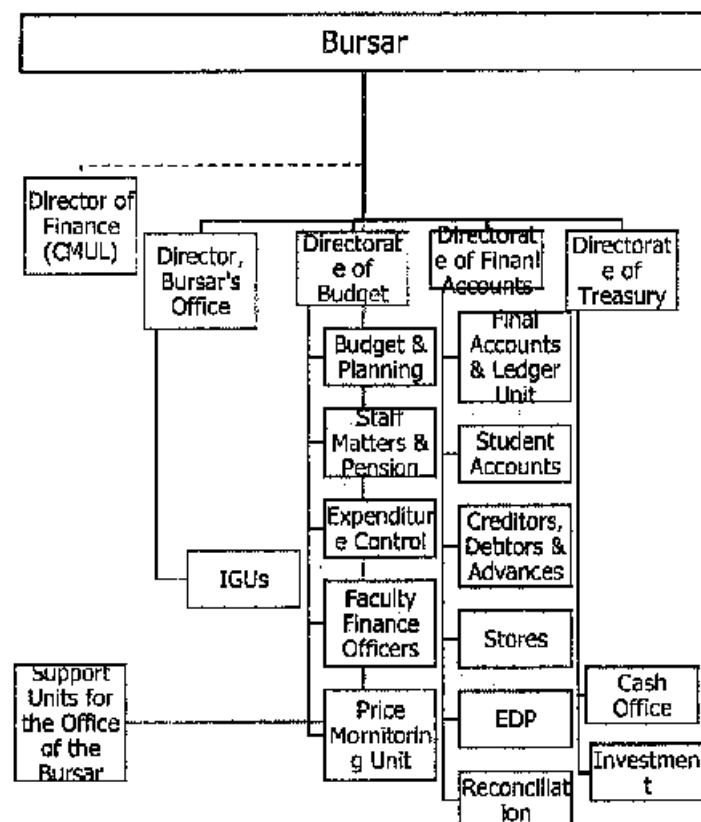 Bursar
Director of
Finance
(CMUL)
Director,
Bursar's
Office
Directorat
e of
Budget
Directorat
e of Finanl
Accounts
Directorat
e of
Treasury
Budget &
Planning
Staff
Matters &
Pension
Expenditur
e Control
Faculty
Finance
Officers
Price
Mornitorin
g Unit
Final
Accounts
& Ledger
Unit
Student
Accounts
Creditors,
Debtors &
Advances
Stores
EDP
Reconciliat
ion
IGUs
Support
Units for
the Office
of the
Bursar
Cash
Office
Investmen
t